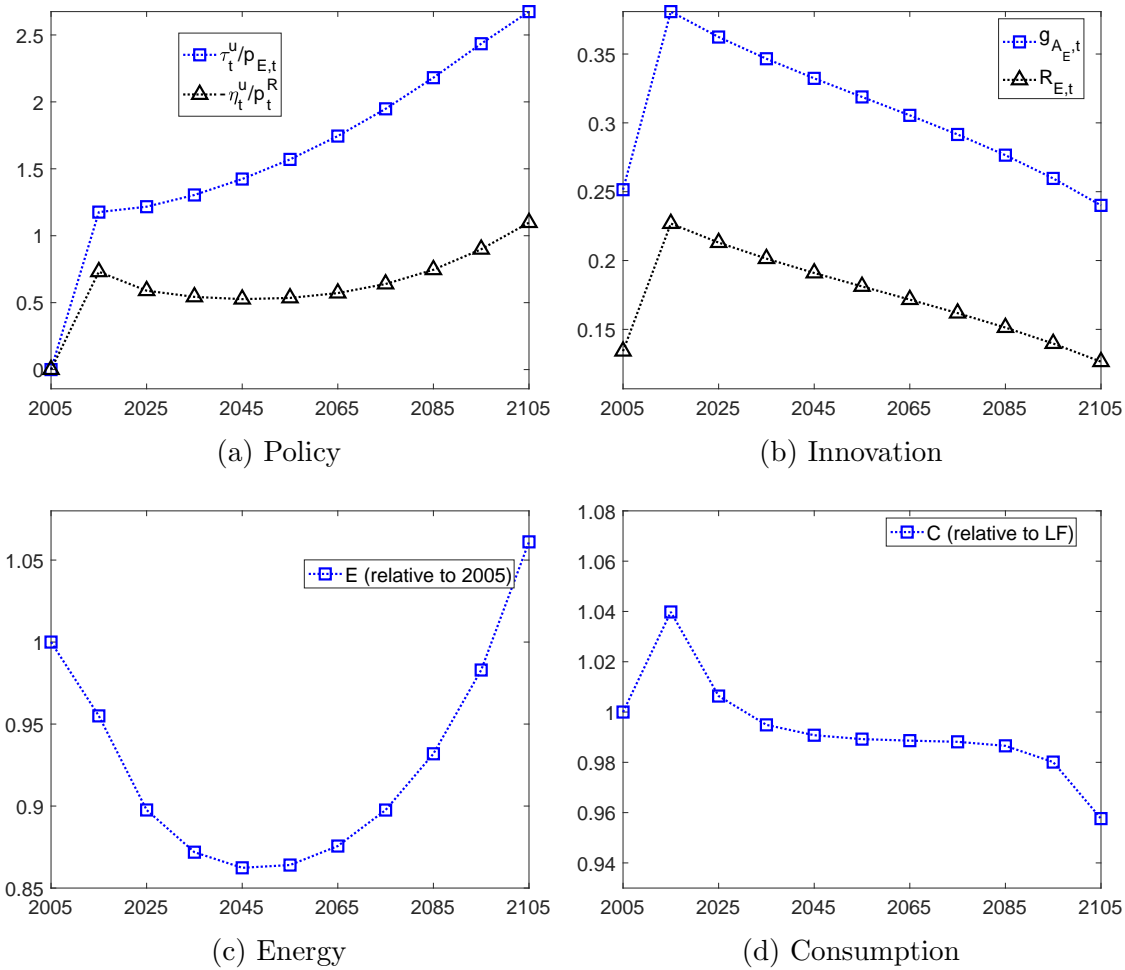 2.5
2
1.5
1
0.5
0
τ_t^u/p_{E,t}
η_t^u/p_t^R
2005 2025 2045 2065 2085 2105
(a) Policy
0.35
0.3
0.25
0.2
0.15
g_{A_E,t}
R_{E,t}
2005 2025 2045 2065 2085 2105
(b) Innovation
1.05
1
0.95
0.9
0.85
E (relative to 2005)
2005 2025 2045 2065 2085 2105
(c) Energy
1.08
1.06
1.04
1.02
1
0.98
0.96
0.94
C (relative to LF)
2005 2025 2045 2065 2085 2105
(d) Consumption